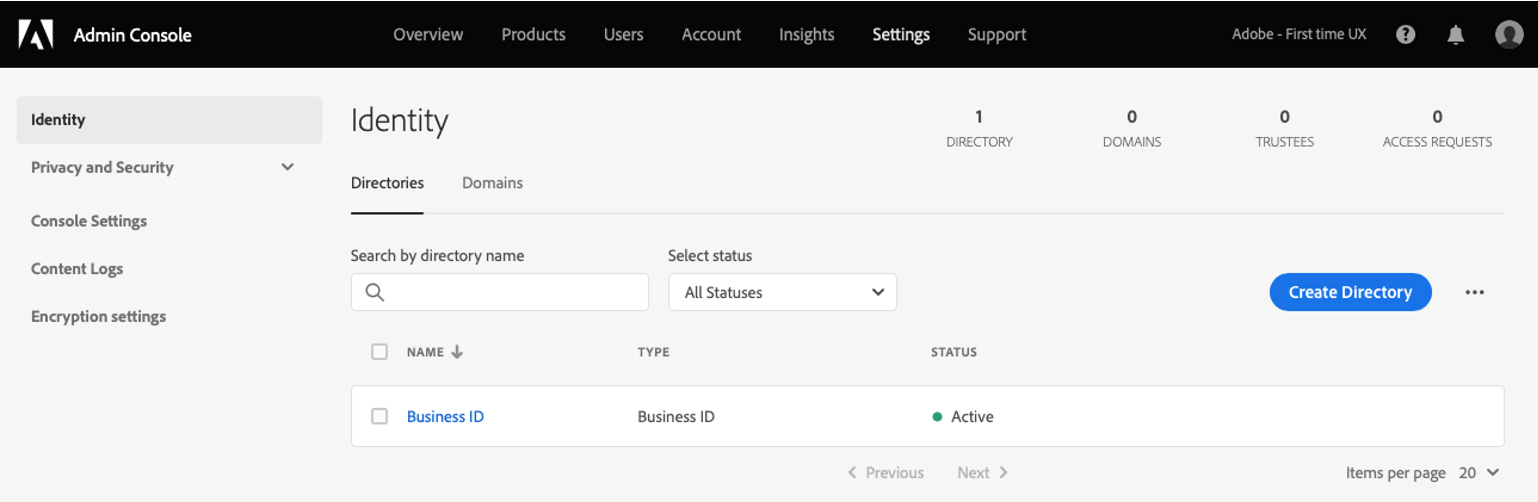 Admin Console Overview Products Users Account Insights Settings Support Adobe - First time UX
Identity
Privacy and Security
Console Settings
Content Logs
Encryption settings
Identity
1 0 0 0
DIRECTORY DOMAINS TRUSTEES ACCESS REQUESTS
Directories Domains
Search by directory name Select status
All Statuses Create Directory
NAME TYPE STATUS
Business ID Business ID Active
Previous Next Items per page 20